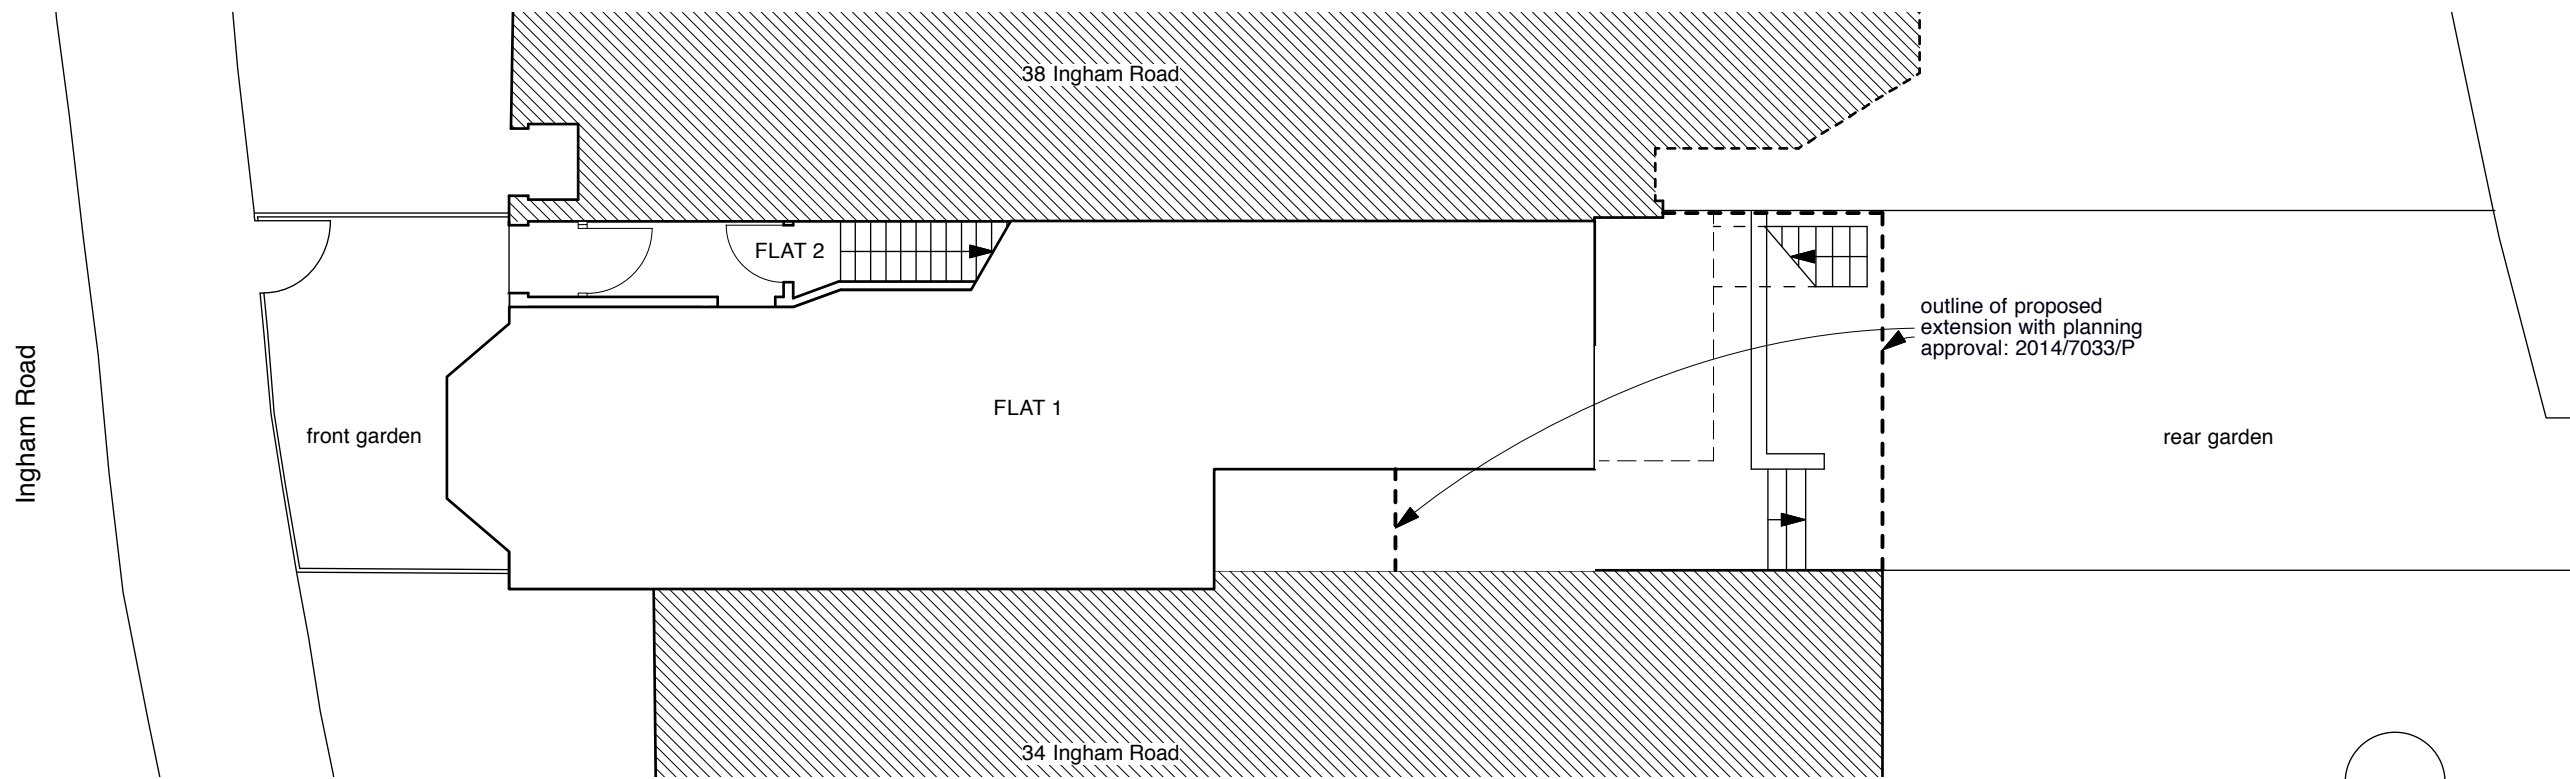 38 Ingham Road
FLAT 2
outline of proposed
extension with planning
approval: 2014/7033/P
Ingham Road
FLAT 1
front garden
rear garden
34 Ingham Road